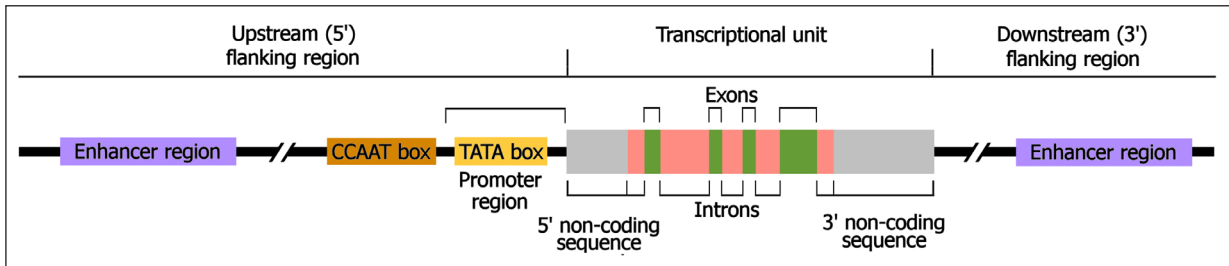 Upstream (5')
flanking region
Transcriptional unit
Downstream (3')
flanking region
Exons
Enhancer region
CCAAT box
TATA box
Enhancer region
Promoter
region
Introns
5' non-coding
sequence
3' non-coding
sequence